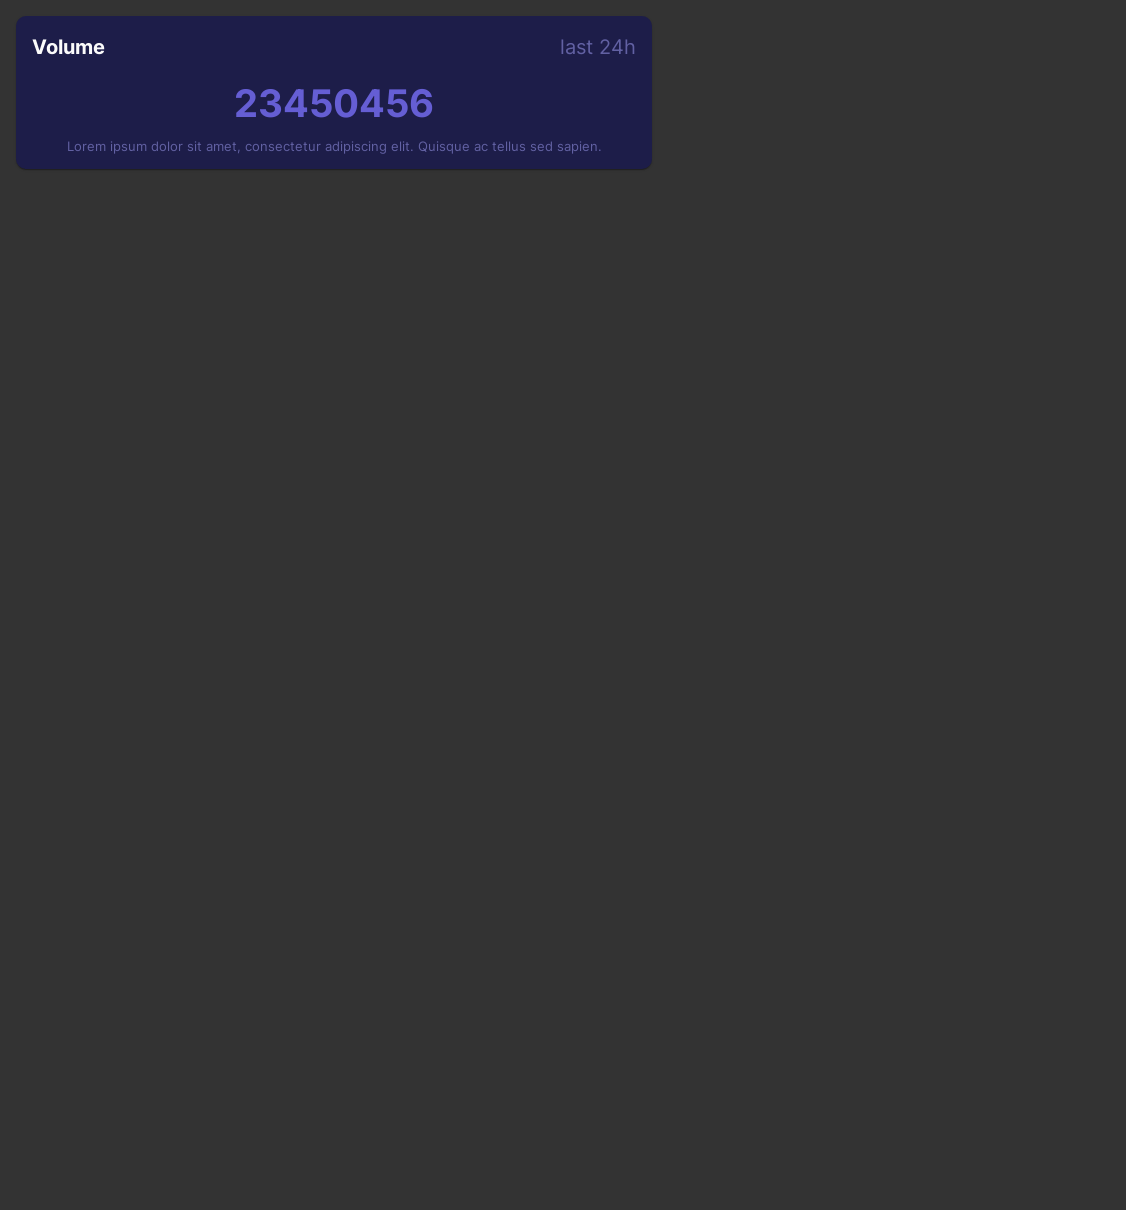 Volume last 24h
23450456
Lorem ipsum dolor sit amet, consectetur adipiscing elit. Quisque ac tellus sed sapien.